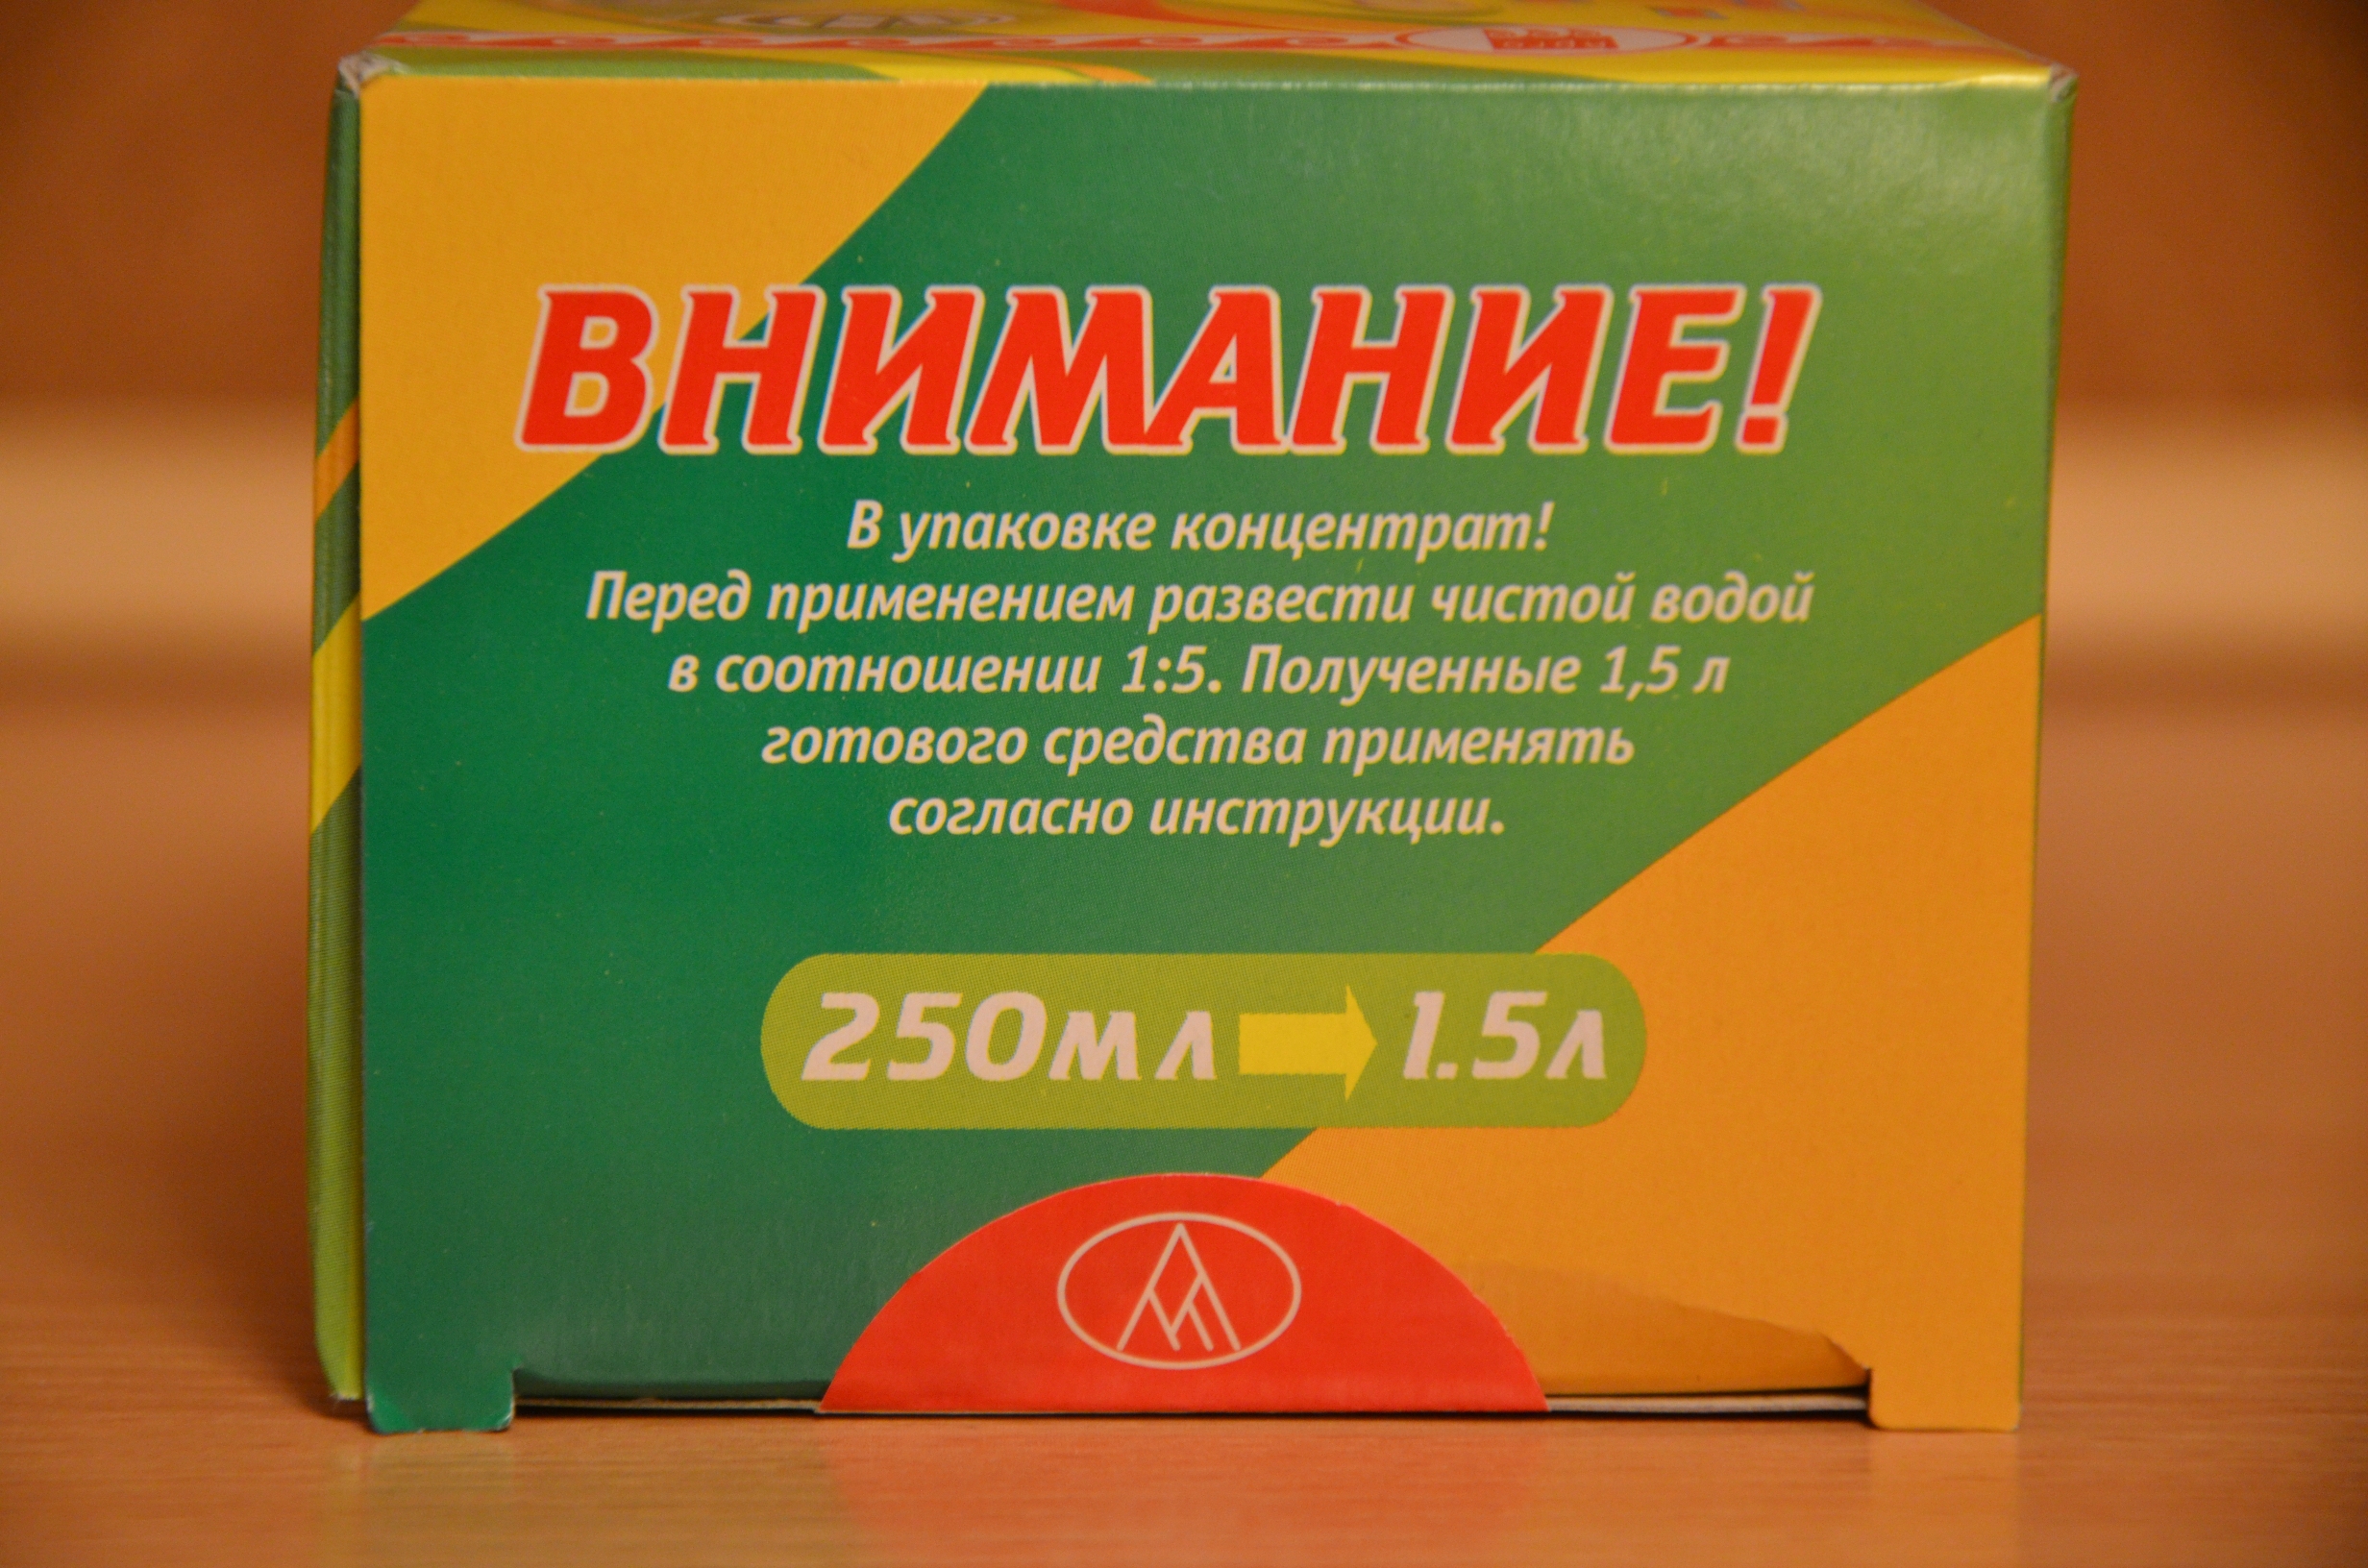 ВНИМАНИЕ!
В упаковке концентрат!
Перед применением развести чистой водой
в соотношении 1:5. Полученные 1,5 л
готового средства применять
согласно инструкции.
250мл 1.5л